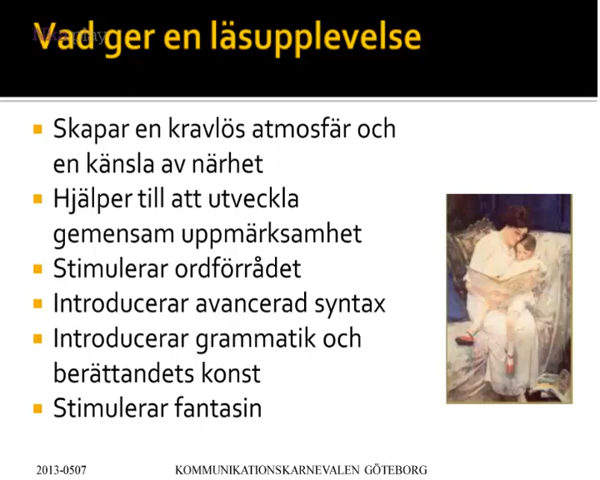 Vad ger en läsupplevelse
Skapar en kravlös atmosfär och
en känsla av närhet
Hjälper till att utveckla
gemensam uppmärksamhet
Stimulerar ordförrådet
Introducerar avancerad syntax
Introducerar grammatik och
berättandets konst
Stimulerar fantasin
2013-0507 KOMMUNIKATIONSKARNEVALEN GÖTEBORG